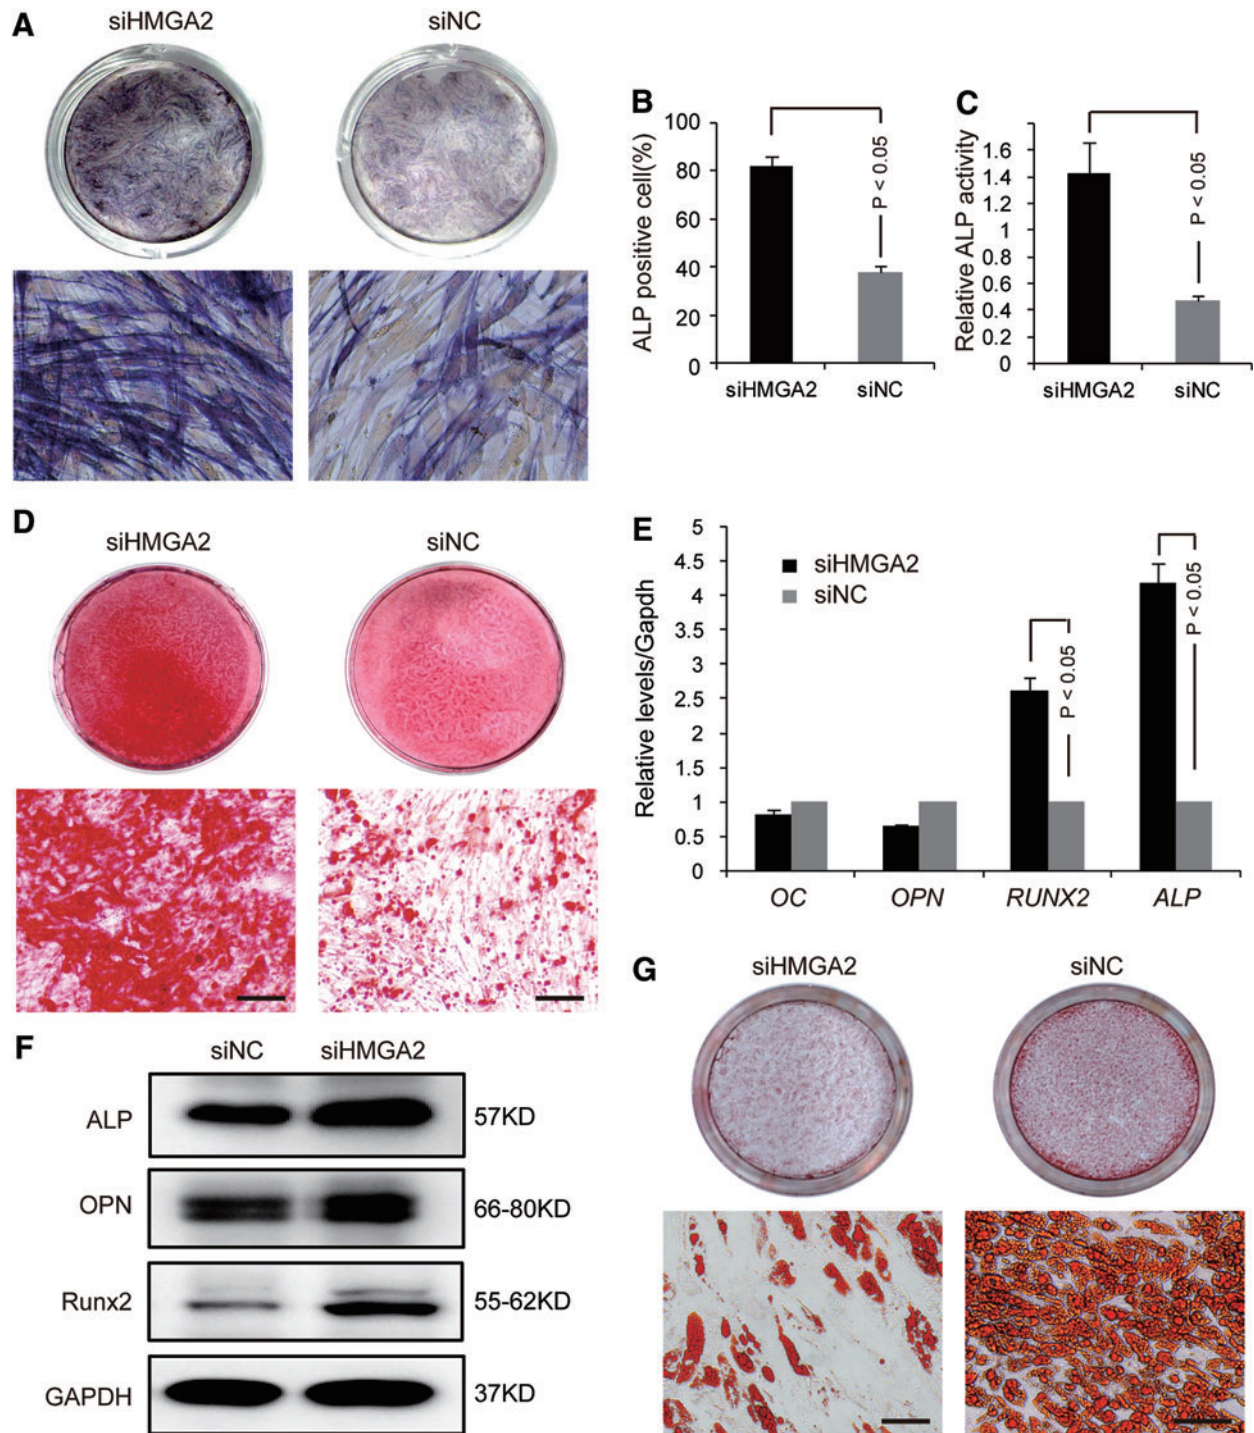 A
siHMGA2
siNC
B
ALP positive cell(%)
100
80
60
40
20
0
P < 0.05
siHMGA2
siNC
C
Relative ALP activity
1.6
1.4
1.2
1
0.8
0.6
0.4
0.2
0
P < 0.05
siHMGA2
siNC
D
siHMGA2
siNC
E
Relative levels/Gapdh
5
4.5
4
3.5
3
2.5
2
1.5
1
0.5
0
siHMGA2
siNC
P < 0.05
P < 0.05
OC
OPN
RUNX2
ALP
F
siNC
siHMGA2
ALP
57KD
OPN
66-80KD
Runx2
55-62KD
GAPDH
37KD
G
siHMGA2
siNC